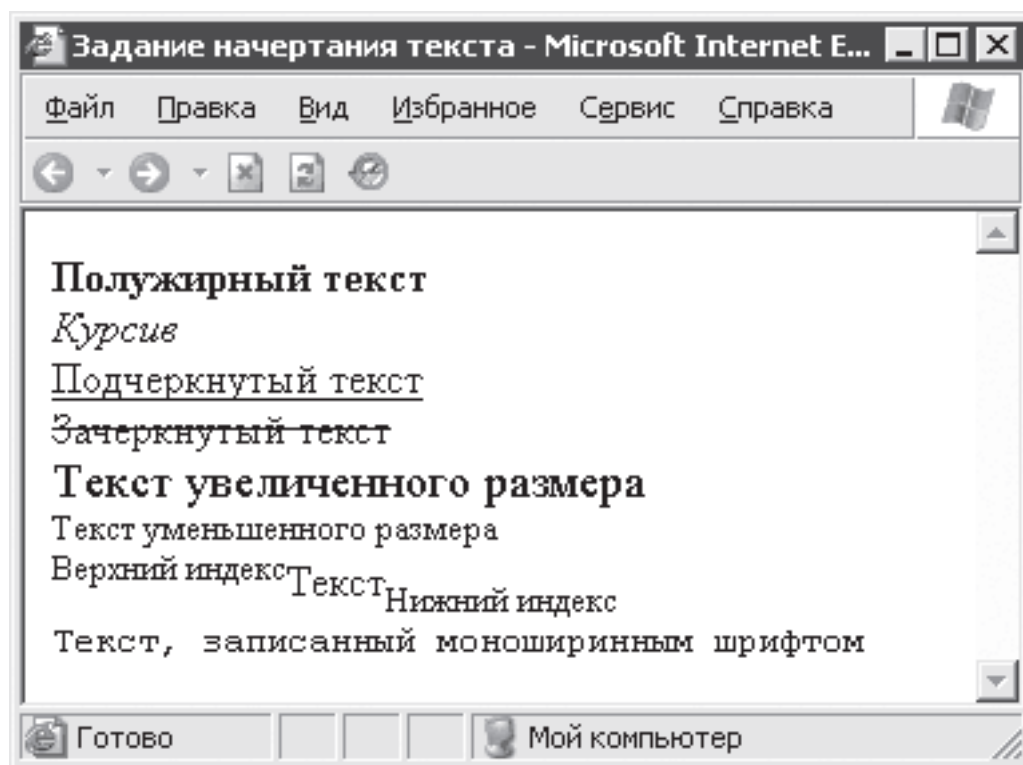 Задание начертания текста - Microsoft Internet E...
Файл Правка Вид Избранное Сервис Справка
Полужирный текст
Курсив
Подчеркнутый текст
Зачеркнутый текст
Текст увеличенного размера
Текст уменьшенного размера
Верхний индексТекстНижний индекс
Текст, записанный моноширинным шрифтом
Готово Мой компьютер